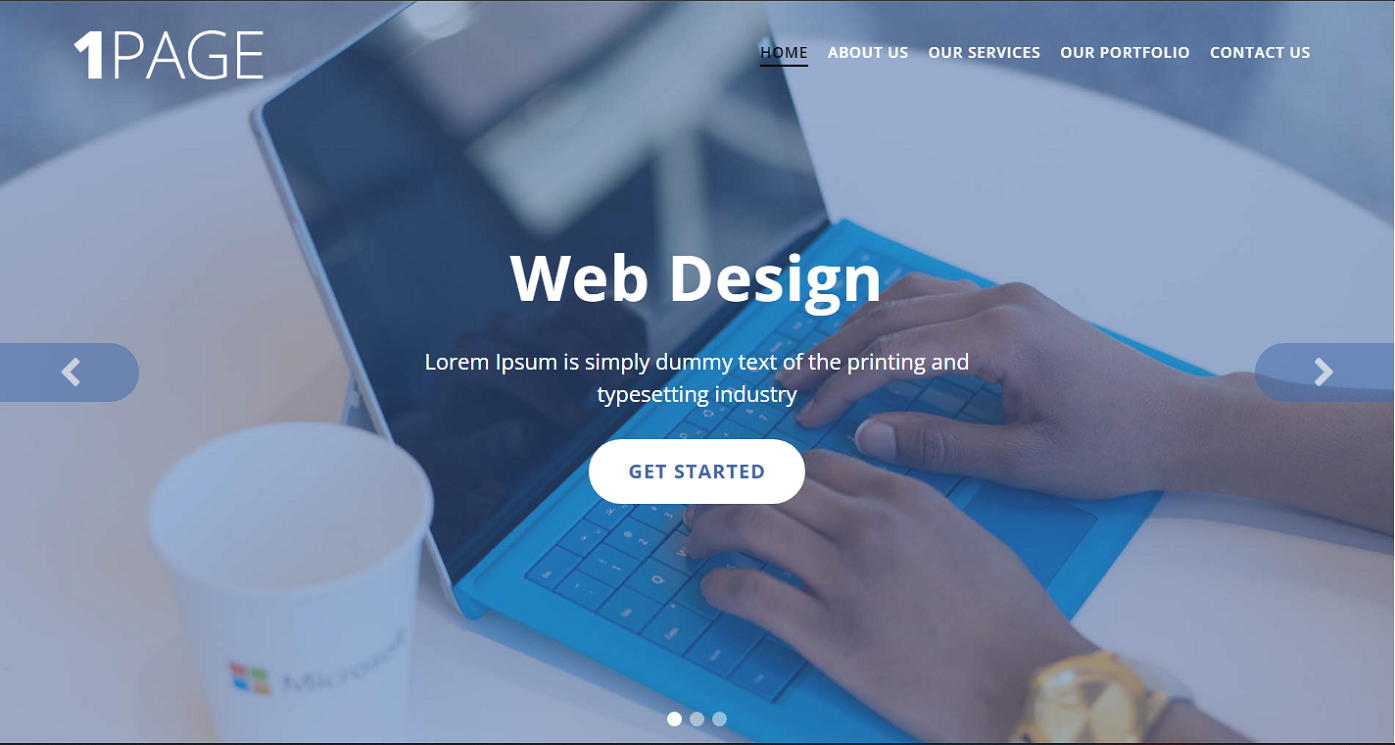 1PAGE
HOME ABOUT US OUR SERVICES OUR PORTFOLIO CONTACT US
Web Design
Lorem Ipsum is simply dummy text of the printing and
typesetting industry
GET STARTED
Microsoft